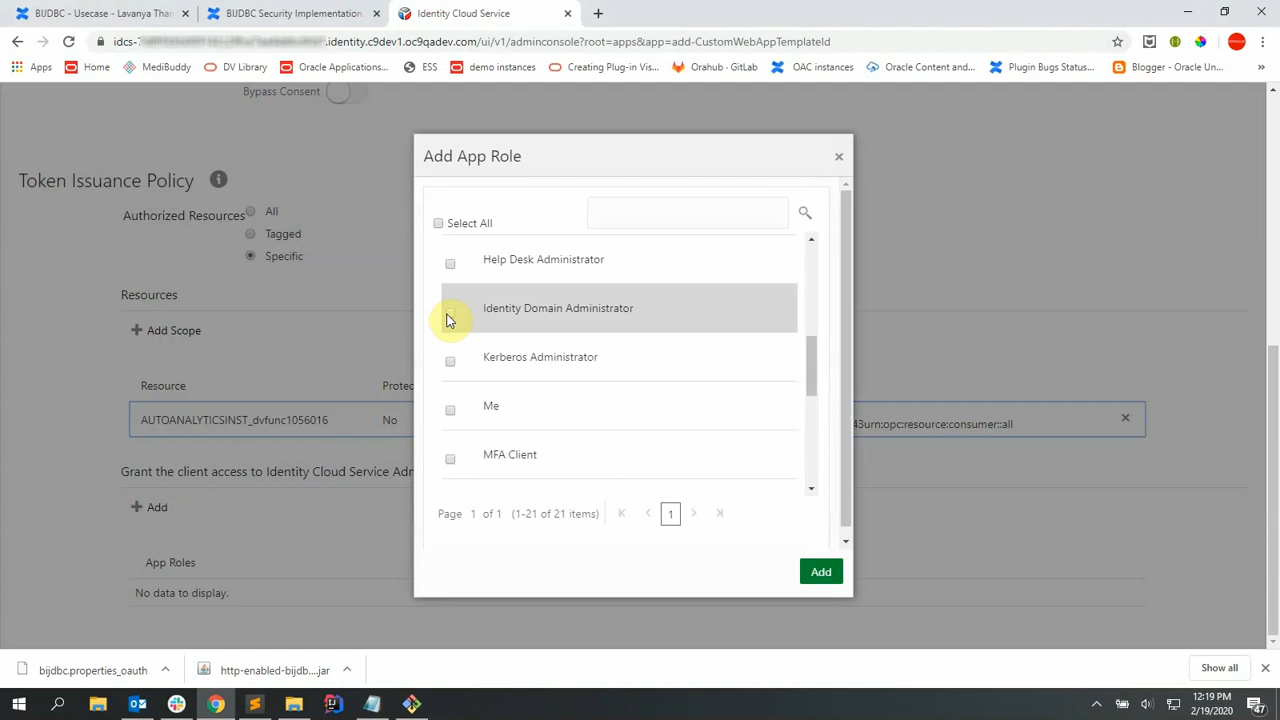 BIJDBC - Usecase - Lavanya Than
BIJDBC Security Implementation
Identity Cloud Service
.identity.c9dev1.oc9qadev.com/ui/v1/adminconsole?root=apps&app=add-CustomWebAppTemplateId
idcs-
Apps
Home
MediBuddy
DV Library
Oracle Applications...
ESS
demo instances
Creating Plug-in Vis...
Orahub · GitLab
OAC instances
Oracle Content and...
Plugin Bugs Status...
Blogger - Oracle Un...
»
Bypass Consent
Add App Role
Token Issuance Policy
Authorized Resources
All
Tagged
Specific
Select All
Help Desk Administrator
Identity Domain Administrator
Kerberos Administrator
Me
MFA Client
Page 1 of 1 (1-21 of 21 items)
1
Add
Resources
Add Scope
Resource
Protec
AUTOANALYTICSINST_dvfunc1056016
No
43urn:opc:resource:consumer::all
Grant the client access to Identity Cloud Service Adm
Add
App Roles
No data to display.
bijdbc.properties_oauth
http-enabled-bijdb....jar
Show all
12:19 PM
2/19/2020
47